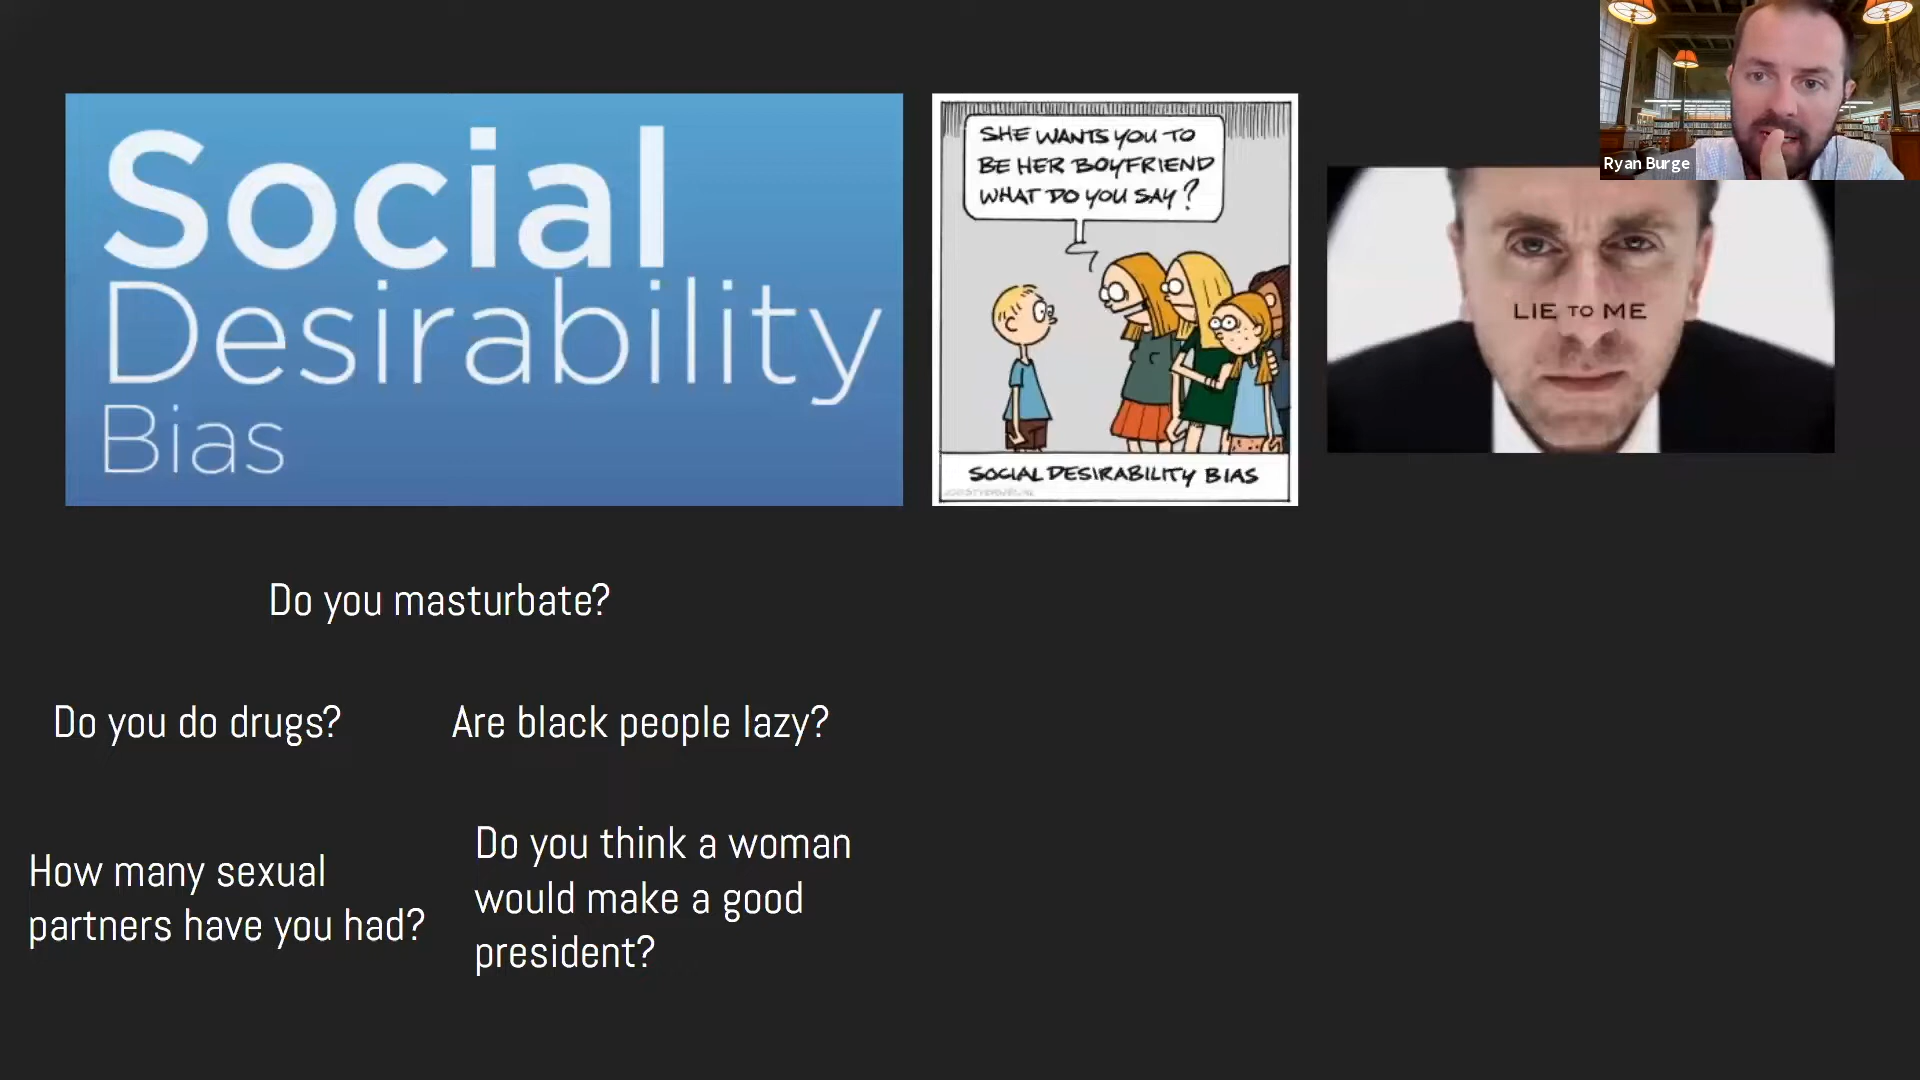 Social
Desirability
Bias
SHE WANTS YOU TO
BE HER BOYFRIEND
WHAT DO YOU SAY?
SOCIAL DESIRABILITY BIAS
LIE TO ME
Ryan Burge
Do you masturbate?
Do you do drugs?
Are black people lazy?
How many sexual
partners have you had?
Do you think a woman
would make a good
president?